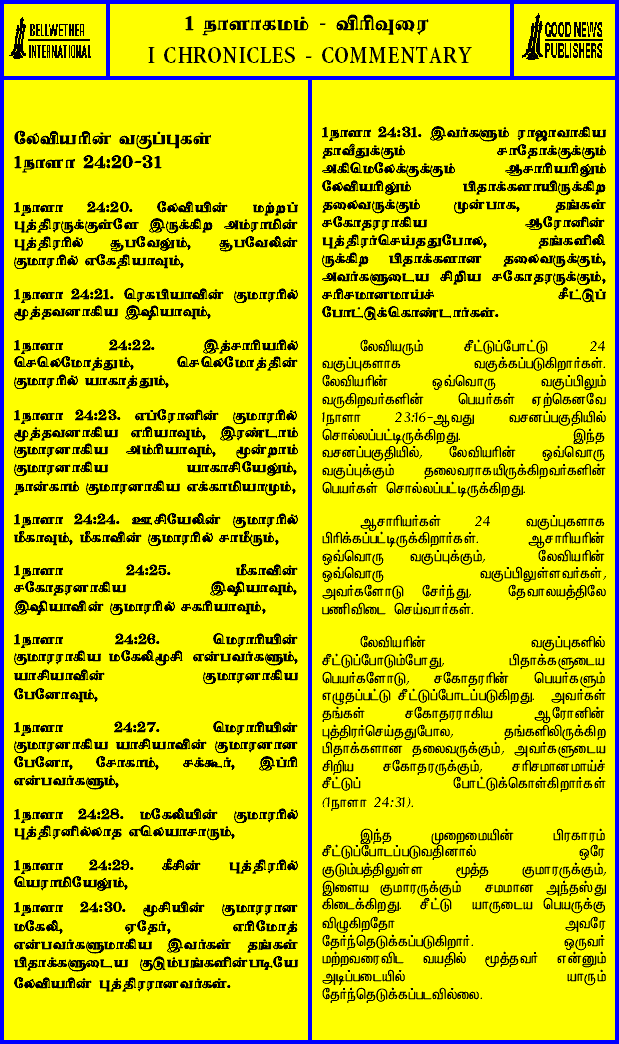 BELLWETHER
INTERNATIONAL
1 நாளாகமம் - விரிவுரை
I CHRONICLES - COMMENTARY
GOOD NEWS
PUBLISHERS
லேவியரின் வகுப்புகள்
1நாளா 24:20-31
1நாளா 24:20. லேவியின் மற்றப்
புத்திரருக்குள்ளே இருக்கிற அம்ராமின்
புத்திரரில் சூபவேலும், சூபவேலின்
குமாரரில் எகேதியாவும்,
1நாளா 24:21. ரெகபியாவின் குமாரரில்
மூத்தவனாகிய இஷியாவும்,
1நாளா 24:22. இத்சாரியரில்
செலெமோத்தும், செலெமோத்தின்
குமாரரில் யாகாத்தும்,
1நாளா 24:23. எப்ரோனின் குமாரரில்
மூத்தவனாகிய எரியாவும், இரண்டாம்
குமாரனாகிய அம்ரியாவும், மூன்றாம்
குமாரனாகிய யாகாசியேலும்,
நான்காம் குமாரனாகிய எக்காமியாமும்,
1நாளா 24:24. ஊசியேலின் குமாரரில்
மீகாவும், மீகாவின் குமாரரில் சாமீரும்,
1நாளா 24:25. மீகாவின்
சகோதரனாகிய இஷியாவும்,
இஷியாவின் குமாரரில் சகரியாவும்,
1நாளா 24:26. மெராரியின்
குமாரராகிய மகேலிமூசி என்பவர்களும்,
யாசியாவின் குமாரனாகிய
பேனோவும்,
1நாளா 24:27. மெராரியின்
குமாரனாகிய யாசியாவின் குமாரனான
பேனோ, சோகாம், சக்கூர், இப்ரி
என்பவர்களும்,
1நாளா 24:28. மகேலியின் குமாரரில்
புத்திரனில்லாத எலெயாசாரும்,
1நாளா 24:29. கீசின் புத்திரரில்
யெராமியேலும்,
1நாளா 24:30. மூசியின் குமாரரான
மகேலி, ஏதேர், எரிமோத்
என்பவர்களுமாகிய இவர்கள் தங்கள்
பிதாக்களுடைய குடும்பங்களின்படியே
லேவியரின் புத்திரரானவர்கள்.
1நாளா 24:31. இவர்களும் ராஜாவாகிய
தாவீதுக்கும் சாதோக்குக்கும்
அகிமெலேக்குக்கும் ஆசாரியரிலும்
லேவியரிலும் பிதாக்களாயிருக்கிற
தலைவருக்கும் முன்பாக, தங்கள்
சகோதரராகிய ஆரோனின்
புத்திரர்செய்ததுபோல, தங்களிலி
ருக்கிற பிதாக்களான தலைவருக்கும்,
அவர்களுடைய சிறிய சகோதரருக்கும்,
சரிசமானமாய்ச் சீட்டுப்
போட்டுக்கொண்டார்கள்.
லேவியரும் சீட்டுப்போட்டு 24
வகுப்புகளாக வகுக்கப்படுகிறார்கள்.
லேவியரின் ஒவ்வொரு வகுப்பிலும்
வருகிறவர்களின் பெயர்கள் ஏற்கெனவே
1நாளா 23:16-ஆவது வசனப்பகுதியில்
சொல்லப்பட்டிருக்கிறது. இந்த
வசனப்பகுதியில், லேவியரின் ஒவ்வொரு
வகுப்புக்கும் தலைவராகயிருக்கிறவர்களின்
பெயர்கள் சொல்லப்பட்டிருக்கிறது.
ஆசாரியர்கள் 24 வகுப்புகளாக
பிரிக்கப்பட்டிருக்கிறார்கள். ஆசாரியரின்
ஒவ்வொரு வகுப்புக்கும், லேவியரின்
ஒவ்வொரு வகுப்பிலுள்ளவர்கள்,
அவர்களோடு சேர்ந்து, தேவாலயத்திலே
பணிவிடை செய்வார்கள்.
லேவியரின் வகுப்புகளில்
சீட்டுப்போடும்போது, பிதாக்களுடைய
பெயர்களோடு, சகோதரரின் பெயர்களும்
எழுதப்பட்டு சீட்டுப்போடப்படுகிறது. அவர்கள்
தங்கள் சகோதரராகிய ஆரோனின்
புத்திரர்செய்ததுபோல, தங்களிலிருக்கிற
பிதாக்களான தலைவருக்கும், அவர்களுடைய
சிறிய சகோதரருக்கும், சரிசமானமாய்ச்
சீட்டுப் போட்டுக்கொள்கிறார்கள்
(1நாளா 24:31).
இந்த முறைமையின் பிரகாரம்
சீட்டுப்போடப்படுவதினால் ஒரே
குடும்பத்திலுள்ள மூத்த குமாரருக்கும்,
இளைய குமாரருக்கும் சமமான அந்தஸ்து
கிடைக்கிறது. சீட்டு யாருடைய பெயருக்கு
விழுகிறதோ அவரே
தேர்ந்தெடுக்கப்படுகிறார். ஒருவர்
மற்றவரைவிட வயதில் மூத்தவர் என்னும்
அடிப்படையில் யாரும்
தேர்ந்தெடுக்கப்படவில்லை.